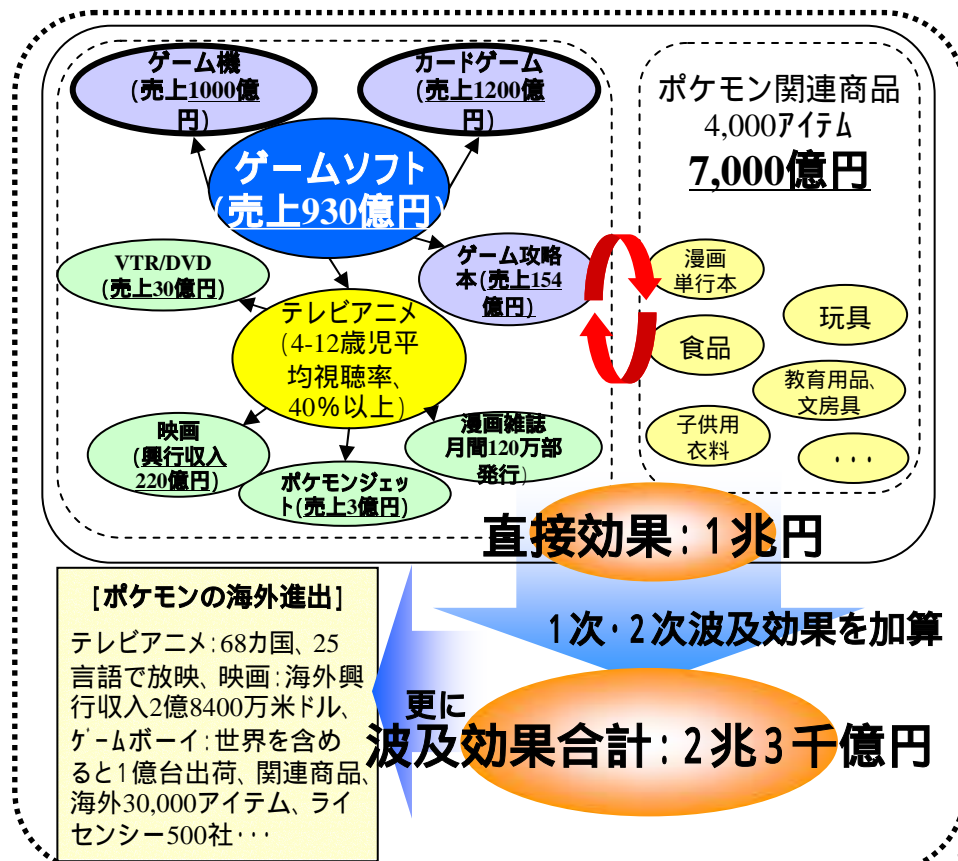 ゲーム機
(売上1000億
円)
カードゲーム
(売上1200億
円)
ゲームソフト
(売上930億円)
VTR/DVD
(売上30億円)
ゲーム攻略
本(売上154
億円)
テレビアニメ
(4-12歳児平
均視聴率、
40%以上)
映画
(興行収入
220億円)
ポケモンジェッ
ト(売上3億円)
漫画雑誌
月間120万部
発行)
ポケモン関連商品
4,000アイテム
7,000億円
漫画
単行本
玩具
食品
教育用品、
文房具
子供用
衣料
・・・
直接効果:1兆円
1次・2次波及効果を加算
更に
波及効果合計:2兆3千億円
[ポケモンの海外進出]
テレビアニメ:68カ国、25
言語で放映、映画:海外興
行収入2億8400万米ドル、
ゲームボーイ:世界を含め
ると1億台出荷、関連商品、
海外30,000アイテム、ライ
センシー500社・・・